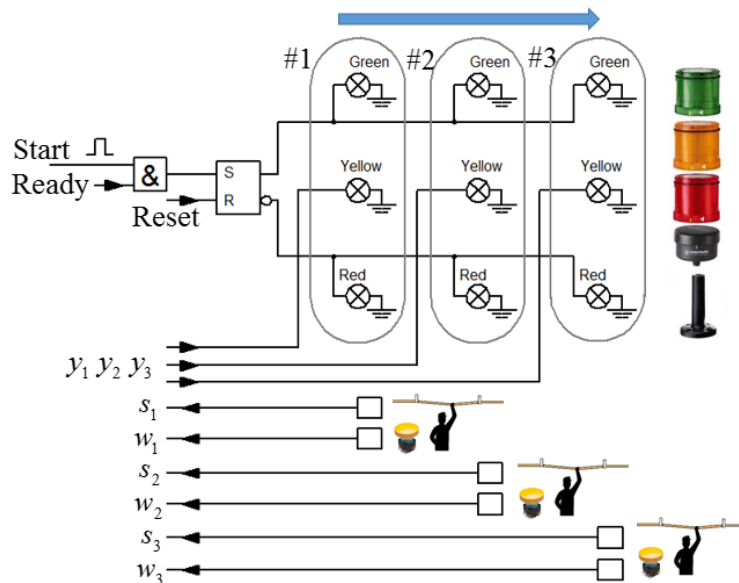 #1 #2 #3
Green Green Green
Start
Ready
&
S
R
Reset
Yellow Yellow Yellow
Red Red Red
y1 y2 y3
s1
w1
s2
w2
s3
w3